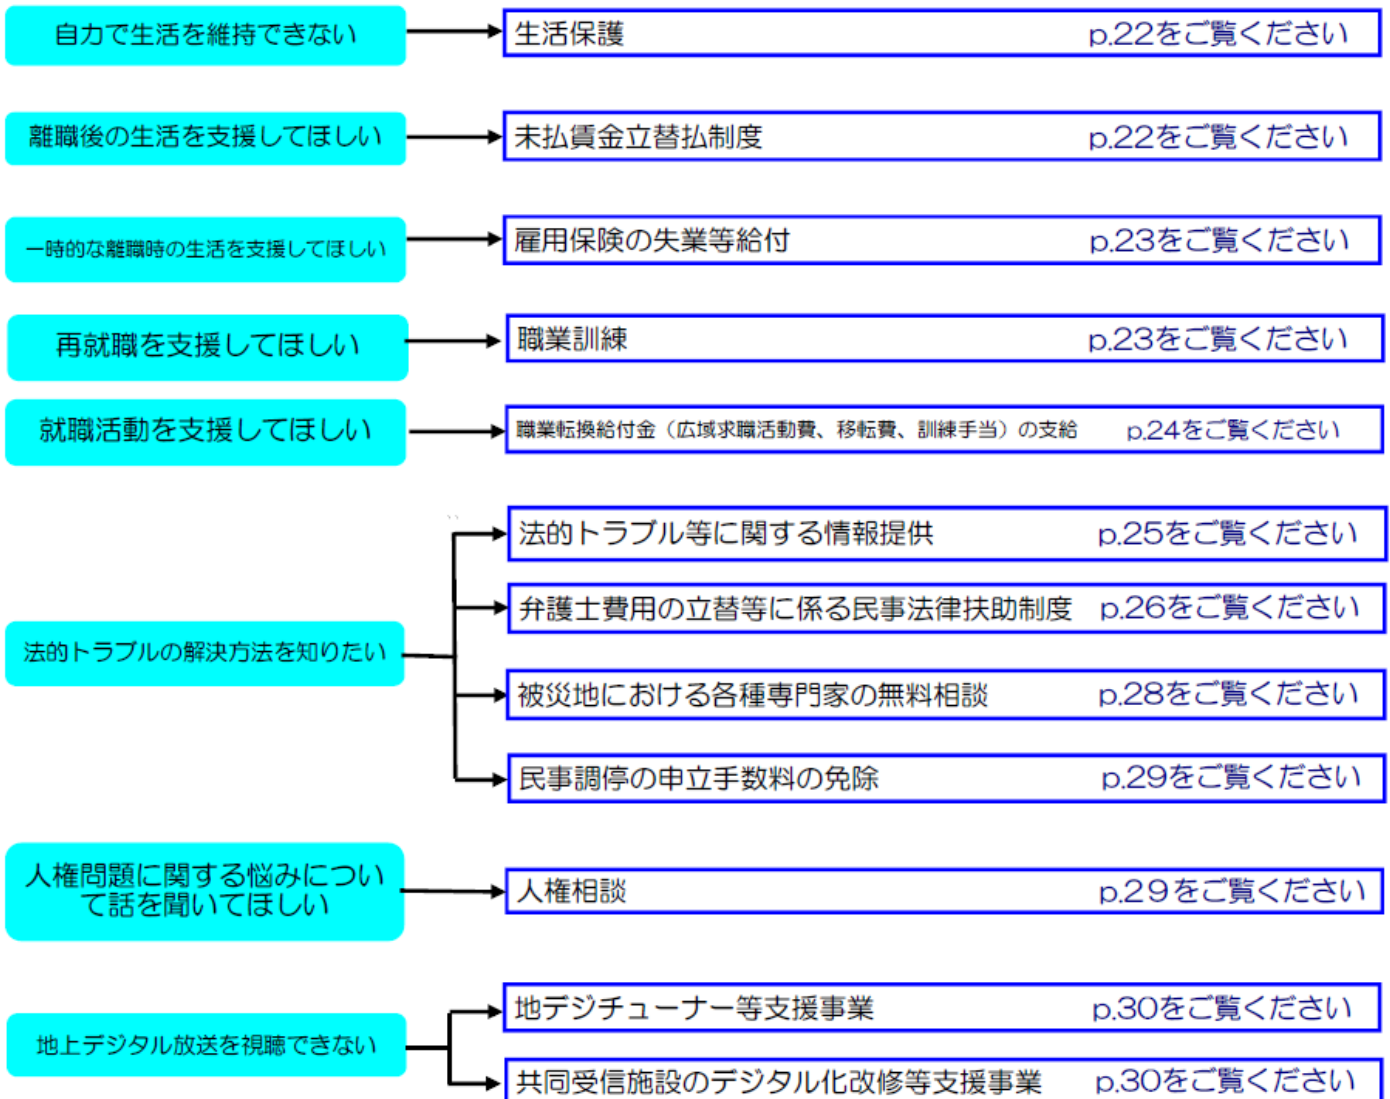 自力で生活を維持できない
生活保護 p.22をご覧ください
離職後の生活を支援してほしい
未払賃金立替払制度 p.22をご覧ください
一時的な離職時の生活を支援してほしい
雇用保険の失業等給付 p.23をご覧ください
再就職を支援してほしい
職業訓練 p.23をご覧ください
就職活動を支援してほしい
職業転換給付金（広域求職活動費、移転費、訓練手当）の支給 p.24をご覧ください
法的トラブルの解決方法を知りたい
法的トラブル等に関する情報提供 p.25をご覧ください
弁護士費用の立替等に係る民事法律扶助制度 p.26をご覧ください
被災地における各種専門家の無料相談 p.28をご覧ください
民事調停の申立手数料の免除 p.29をご覧ください
人権問題に関する悩みについ
て話を聞いてほしい
人権相談 p.29をご覧ください
地上デジタル放送を視聴できない
地デジチューナー等支援事業 p.30をご覧ください
共同受信施設のデジタル化改修等支援事業 p.30をご覧ください